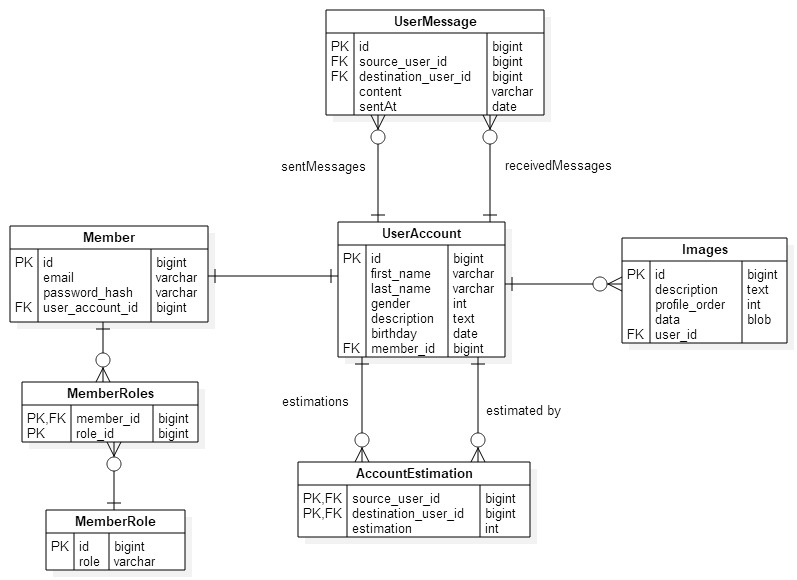 UserMessage
PK id bigint
FK source_user_id bigint
FK destination_user_id bigint
content varchar
sentAt date
sentMessages
receivedMessages
Member
PK id bigint
email varchar
password_hash varchar
FK user_account_id bigint
UserAccount
PK id bigint
first_name varchar
last_name varchar
gender int
description text
birthday date
FK member_id bigint
Images
PK id bigint
description text
profile_order int
data blob
FK user_id
MemberRoles
PK,FK member_id bigint
PK role_id bigint
estimations
estimated by
AccountEstimation
PK,FK source_user_id bigint
PK,FK destination_user_id bigint
estimation int
MemberRole
PK id bigint
role varchar